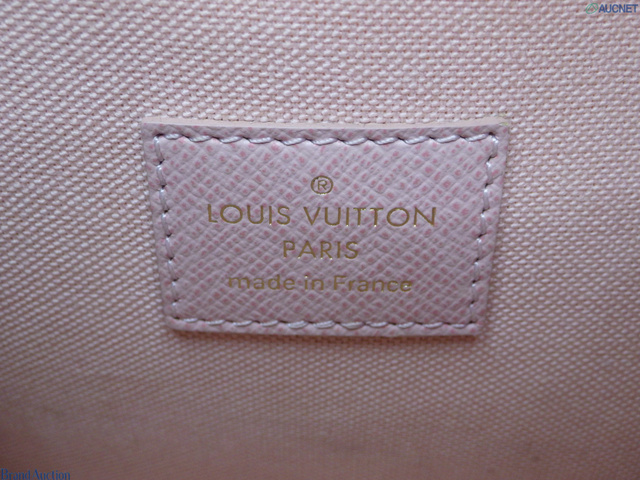 AUCNET
®
LOUIS VUITTON
PARIS
made in France
Brand Auction